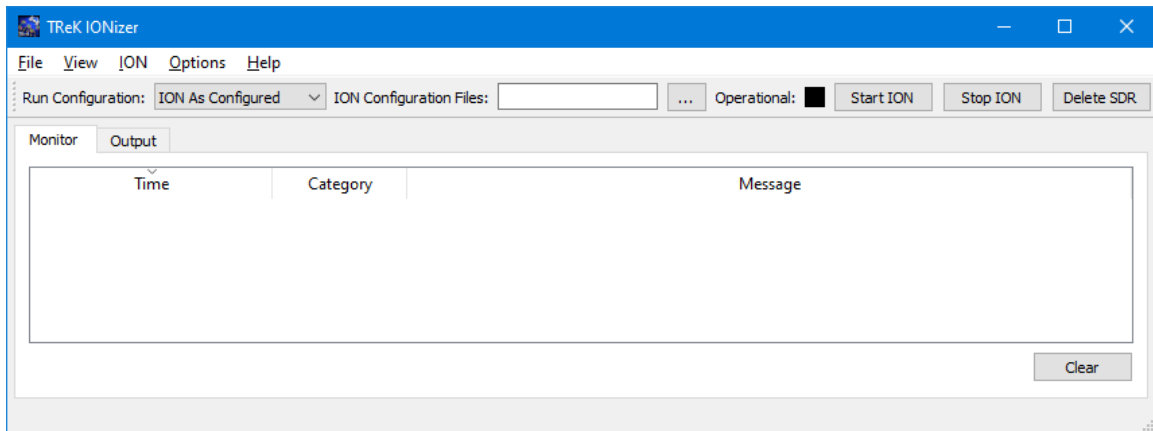 TReK IONizer
File View ION Options Help
Run Configuration: ION As Configured ION Configuration Files: ... Operational: Start ION Stop ION Delete SDR
Monitor Output
Time Category Message
Clear